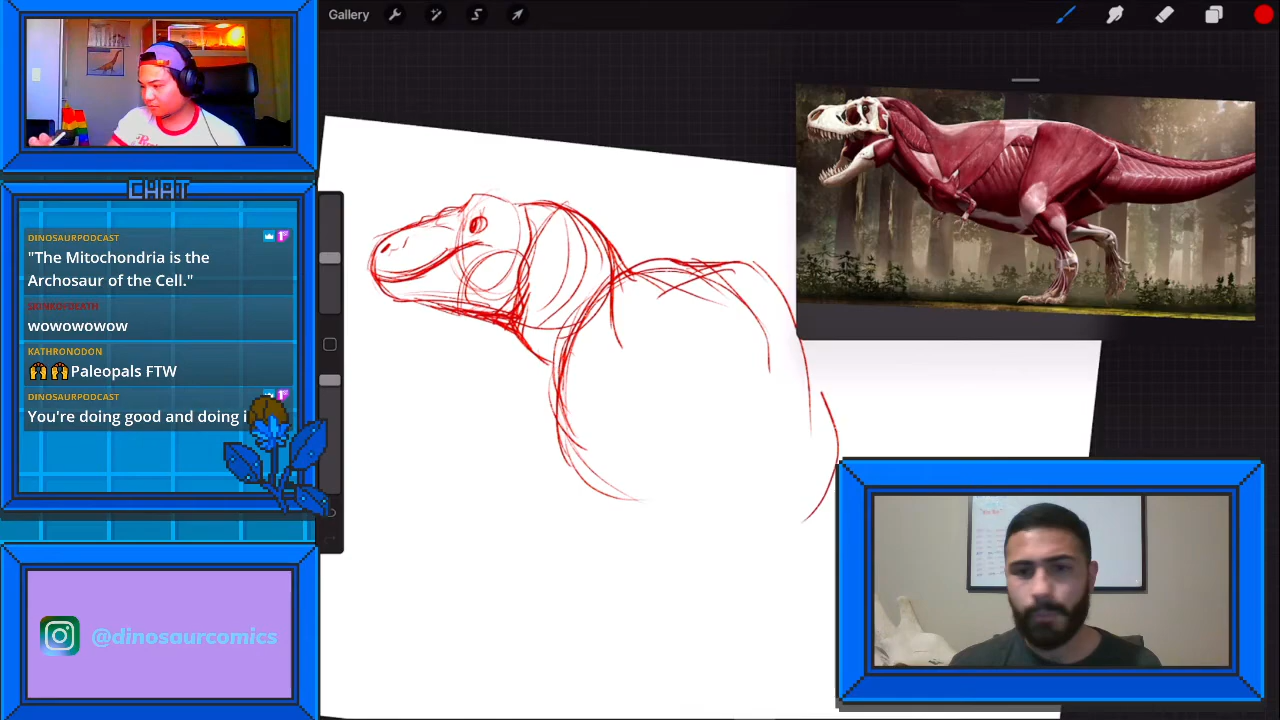 Gallery
CHAT
DINOSAURPODCAST
"The Mitochondria is the
Archosaur of the Cell."
wowowowow
KATHRONODON
Paleopals FTW
DINOSAURPODCAST
You're doing good and doing i
@dinosaurcomics